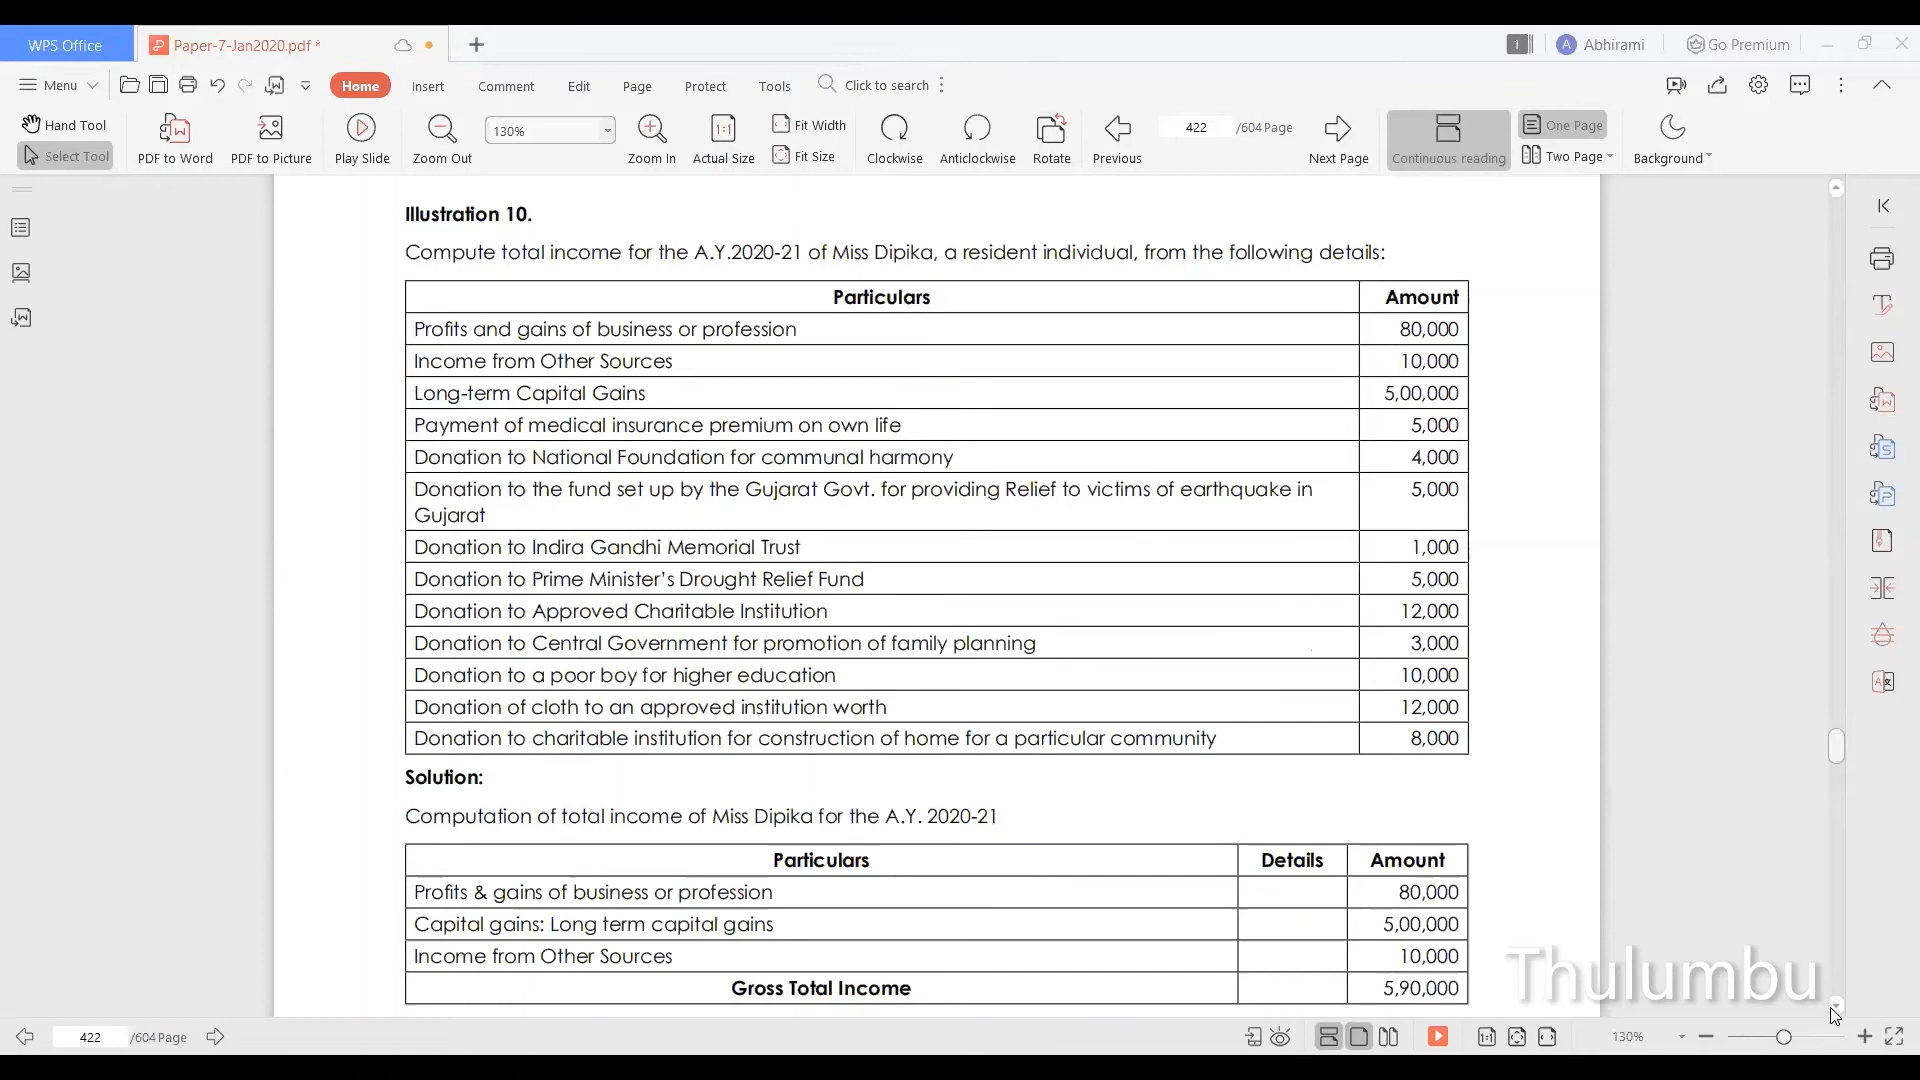 WPS Office
Paper-7-Jan2020.pdf *
1
A
Abhirami
Go Premium
Menu
Home
Insert
Comment
Edit
Page
Protect
Tools
Click to search
Hand Tool
Select Tool
PDF to Word
PDF to Picture
Play Slide
Zoom Out
130%
Zoom In
1:1
Actual Size
Fit Width
Fit Size
Clockwise
Anticlockwise
Rotate
Previous
422 /604 Page
Next Page
Continuous reading
One Page
Two Page
Background
Illustration 10.
Compute total income for the A.Y.2020-21 of Miss Dipika, a resident individual, from the following details:
Particulars Amount
Profits and gains of business or profession 80,000
Income from Other Sources 10,000
Long-term Capital Gains 5,00,000
Payment of medical insurance premium on own life 5,000
Donation to National Foundation for communal harmony 4,000
Donation to the fund set up by the Gujarat Govt. for providing Relief to victims of earthquake in 5,000
Gujarat
Donation to Indira Gandhi Memorial Trust 1,000
Donation to Prime Minister's Drought Relief Fund 5,000
Donation to Approved Charitable Institution 12,000
Donation to Central Government for promotion of family planning 3,000
Donation to a poor boy for higher education 10,000
Donation of cloth to an approved institution worth 12,000
Donation to charitable institution for construction of home for a particular community 8,000
Solution:
Computation of total income of Miss Dipika for the A.Y. 2020-21
Particulars Details Amount
Profits & gains of business or profession 80,000
Capital gains: Long term capital gains 5,00,000
Income from Other Sources 10,000
Gross Total Income 5,90,000
Thulumbu
422 /604 Page
1:1
130%